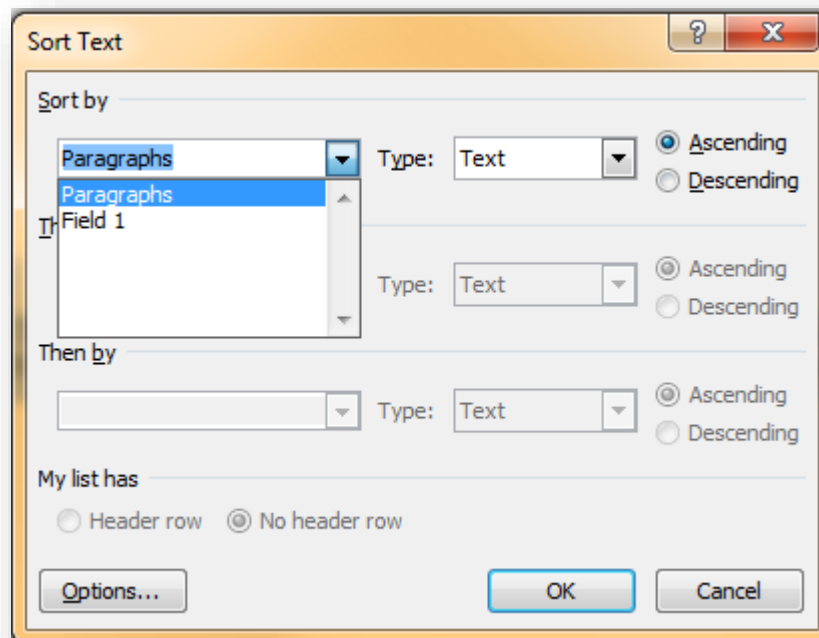 Sort Text
Sort by
Paragraphs Type: Text Ascending
Descending
Paragraphs
Field 1
Th
Type: Text Ascending
Descending
Then by
Type: Text Ascending
Descending
My list has
Header row No header row
Options... OK Cancel